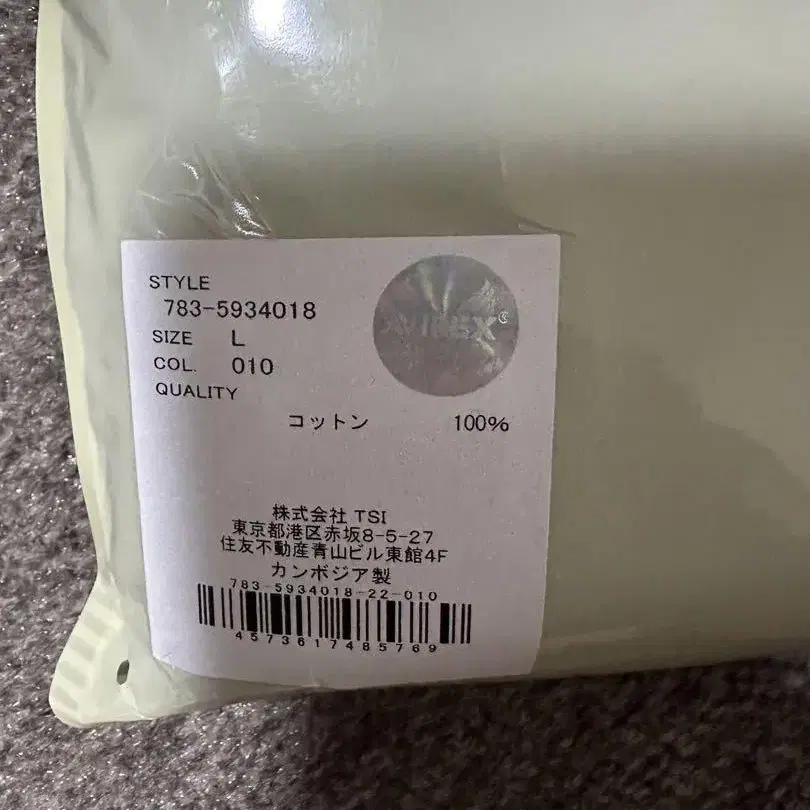 STYLE
783-5934018
SIZE L
COL. 010
QUALITY
AVIREX
コットン 100%
株式会社 TSI
東京都港区赤坂8-5-27
住友不動産青山ビル東館4F
カンボジア製
783-5934018-22-010
4573617485769